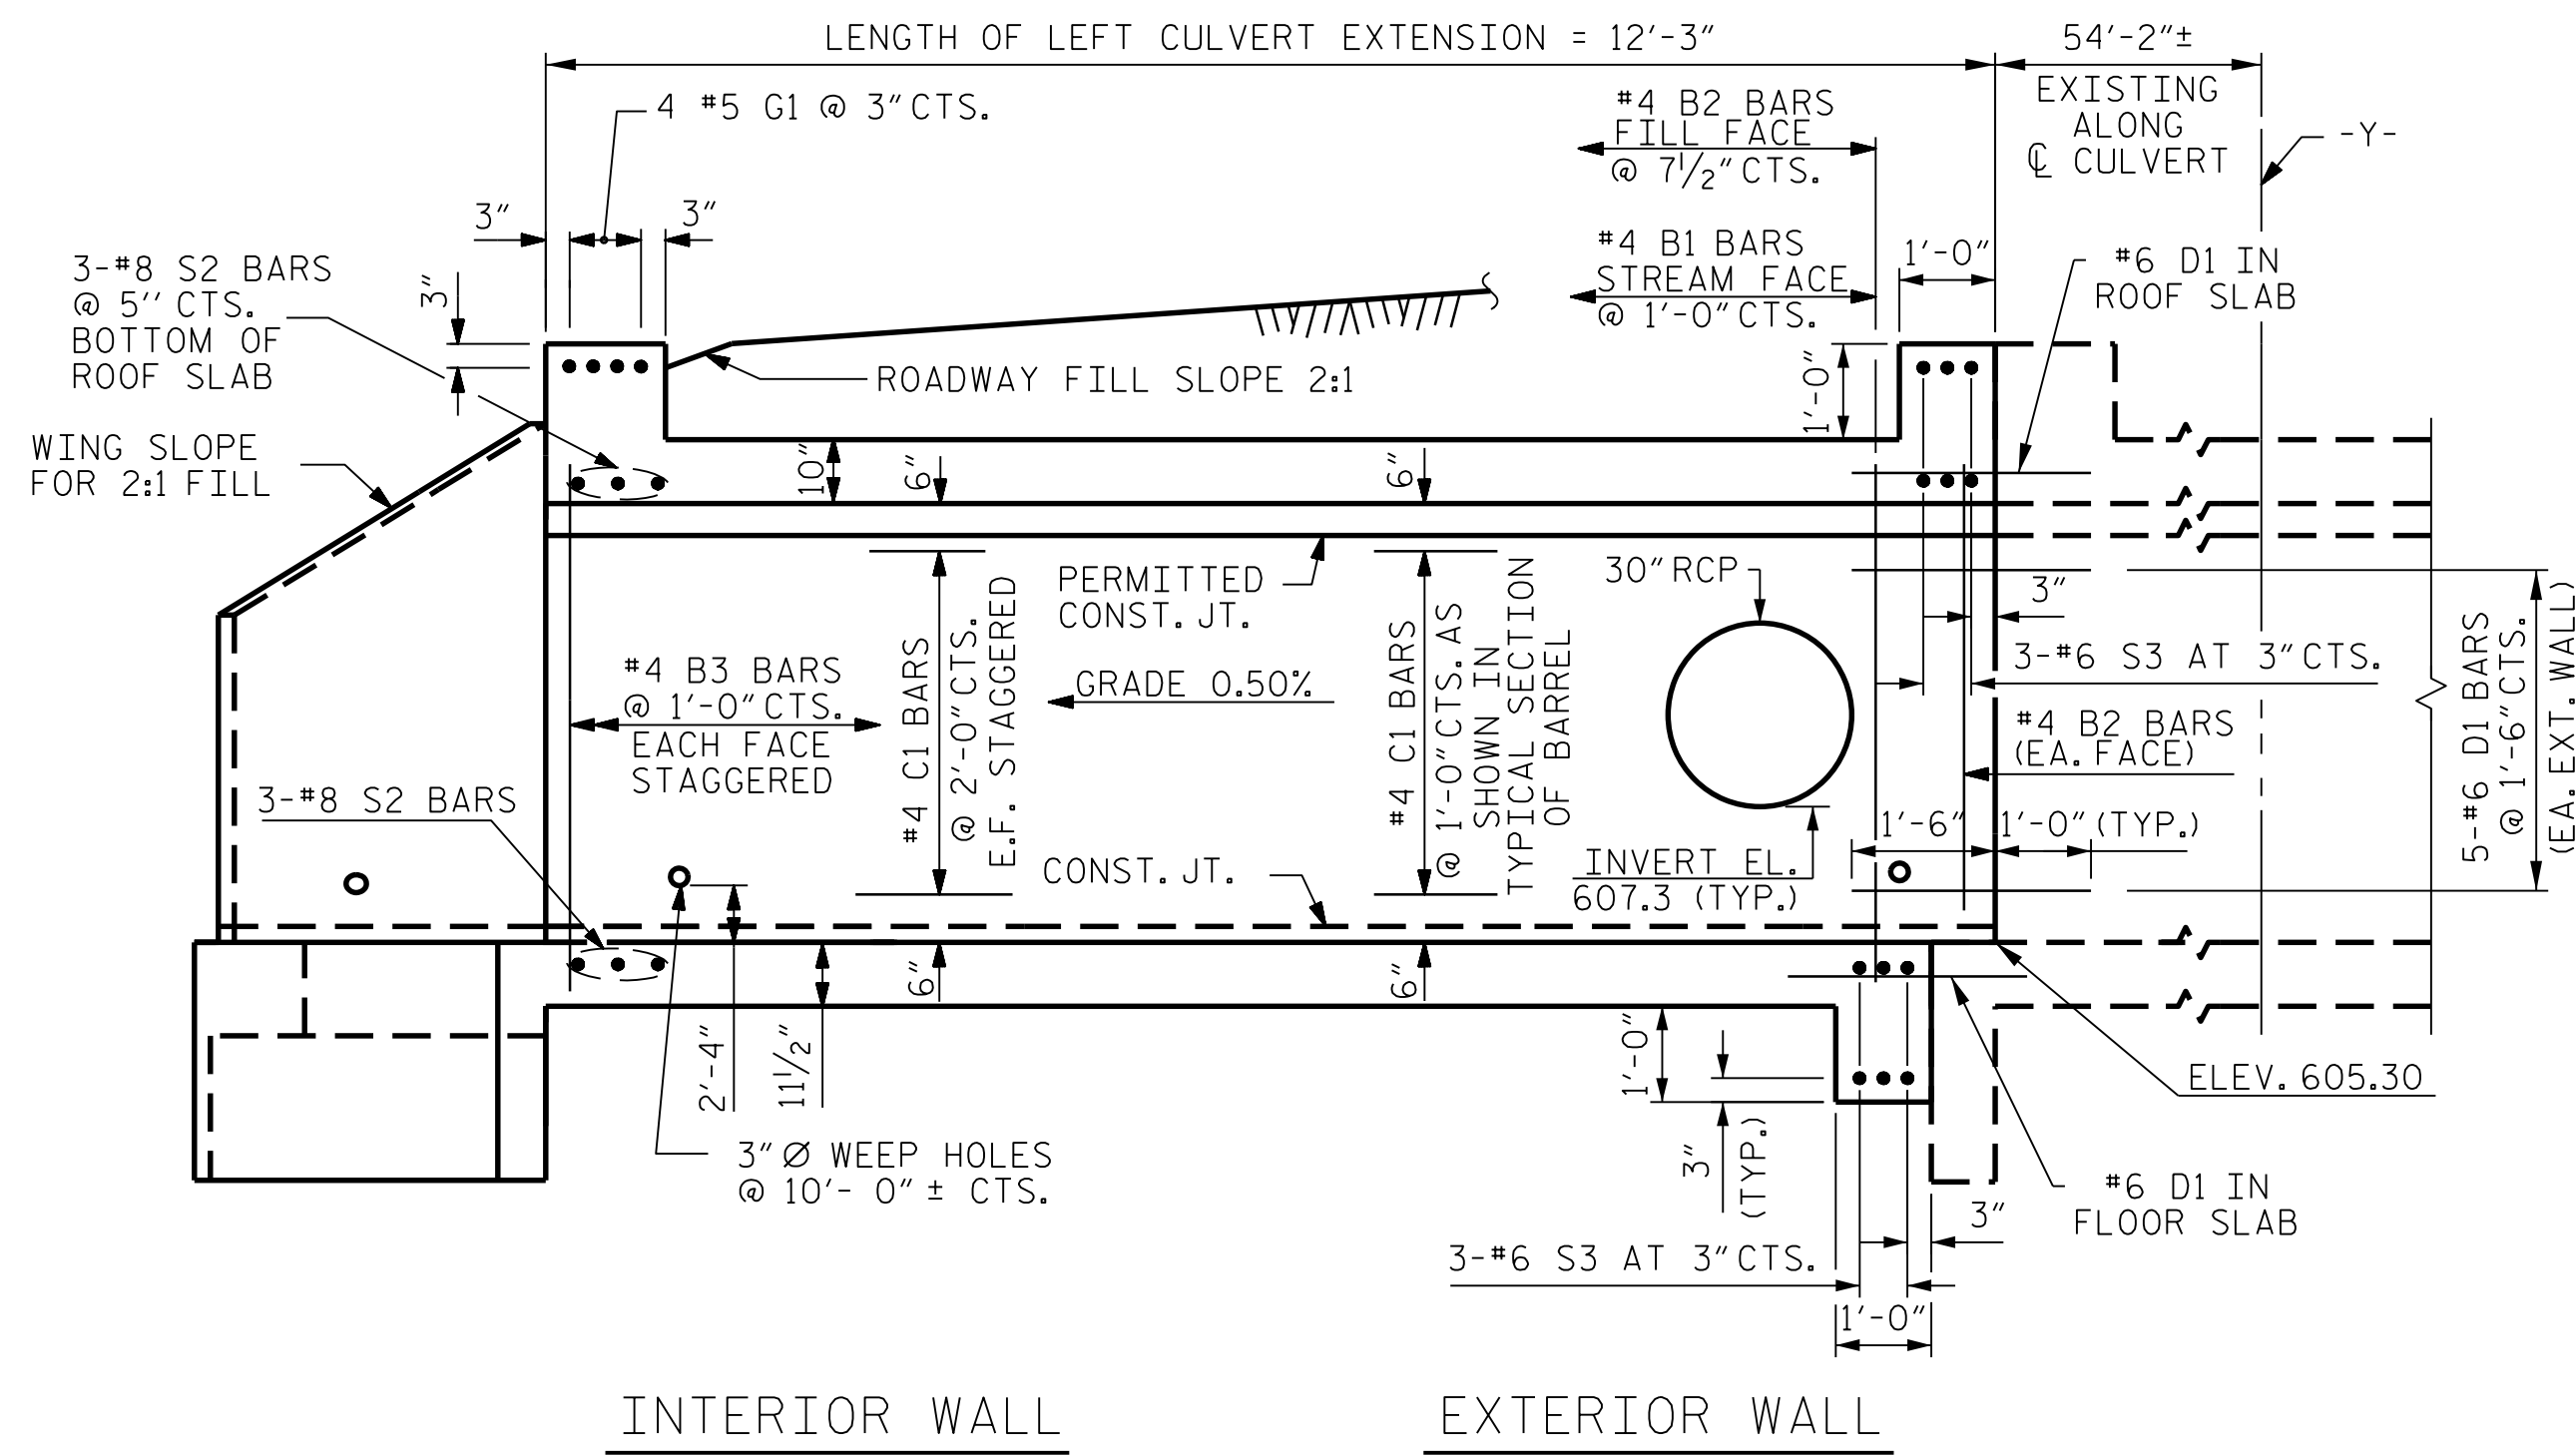 LENGTH OF LEFT CULVERT EXTENSION = 12'-3"
54'-2"±
EXISTING
ALONG
℄ CULVERT
-Y-
4 #5 G1 @ 3"CTS.
#4 B2 BARS
FILL FACE
@ 7½"CTS.
3"
3"
3-#8 S2 BARS
@ 5'' CTS.
BOTTOM OF
ROOF SLAB
3"
#4 B1 BARS
STREAM FACE
@ 1'-0"CTS.
1'-0"
#6 D1 IN
ROOF SLAB
ROADWAY FILL SLOPE 2:1
1'-0"
WING SLOPE
FOR 2:1 FILL
10"
6"
6"
PERMITTED
CONST. JT.
30"RCP
3"
3-#6 S3 AT 3"CTS.
#4 B3 BARS
@ 1'-0"CTS.
EACH FACE
STAGGERED
#4 C1 BARS
@ 2'-0"CTS.
E.F. STAGGERED
GRADE 0.50%
#4 C1 BARS
@ 1'-0"CTS. AS
SHOWN IN
TYPICAL SECTION
OF BARREL
#4 B2 BARS
(EA. FACE)
5-#6 D1 BARS
@ 1'-6"CTS.
(EA. EXT. WALL)
3-#8 S2 BARS
1'-6"
1'-0"(TYP.)
CONST. JT.
INVERT EL.
607.3 (TYP.)
2'-4"
11½"
6"
6"
1'-0"
3"
(TYP.)
ELEV. 605.30
3"Ø WEEP HOLES
@ 10'- 0"± CTS.
#6 D1 IN
FLOOR SLAB
3"
3-#6 S3 AT 3"CTS.
1'-0"
INTERIOR WALL
EXTERIOR WALL